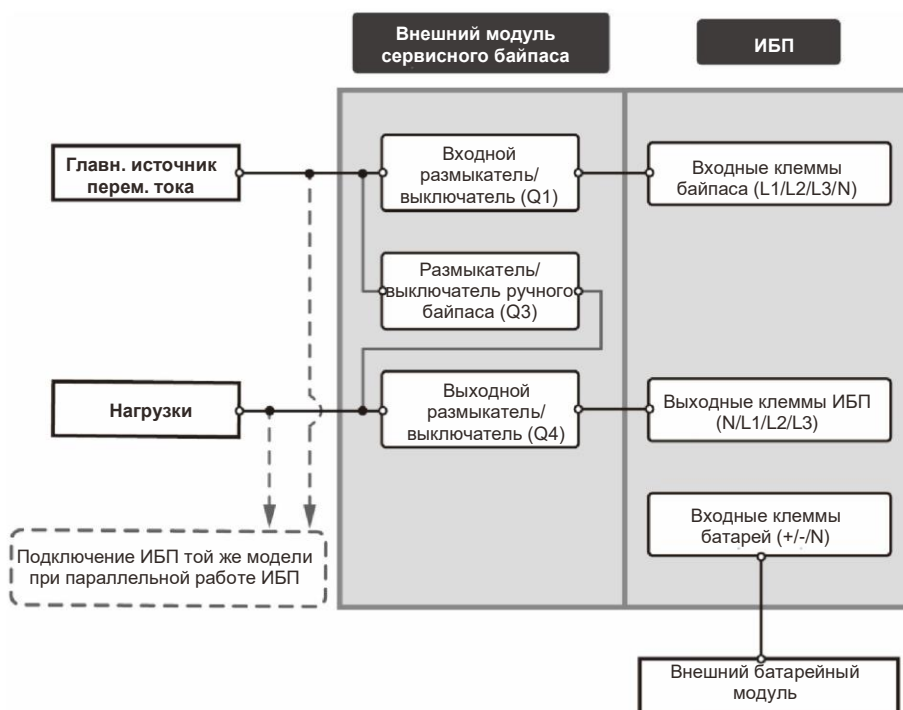 Внешний модуль
сервисного байпаса
ИБП
Главн. источник
перем. тока
Входной
размыкатель/
выключатель (Q1)
Входные клеммы
байпаса (L1/L2/L3/N)
Размыкатель/
выключатель ручного
байпаса (Q3)
Нагрузки
Выходной
размыкатель/
выключатель (Q4)
Выходные клеммы ИБП
(N/L1/L2/L3)
Входные клеммы
батарей (+/-/N)
Подключение ИБП той же модели
при параллельной работе ИБП
Внешний батарейный
модуль